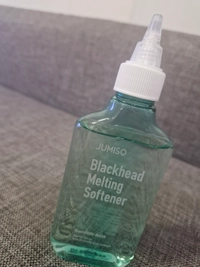 JUMISO
Blackhead
Melting
Softener